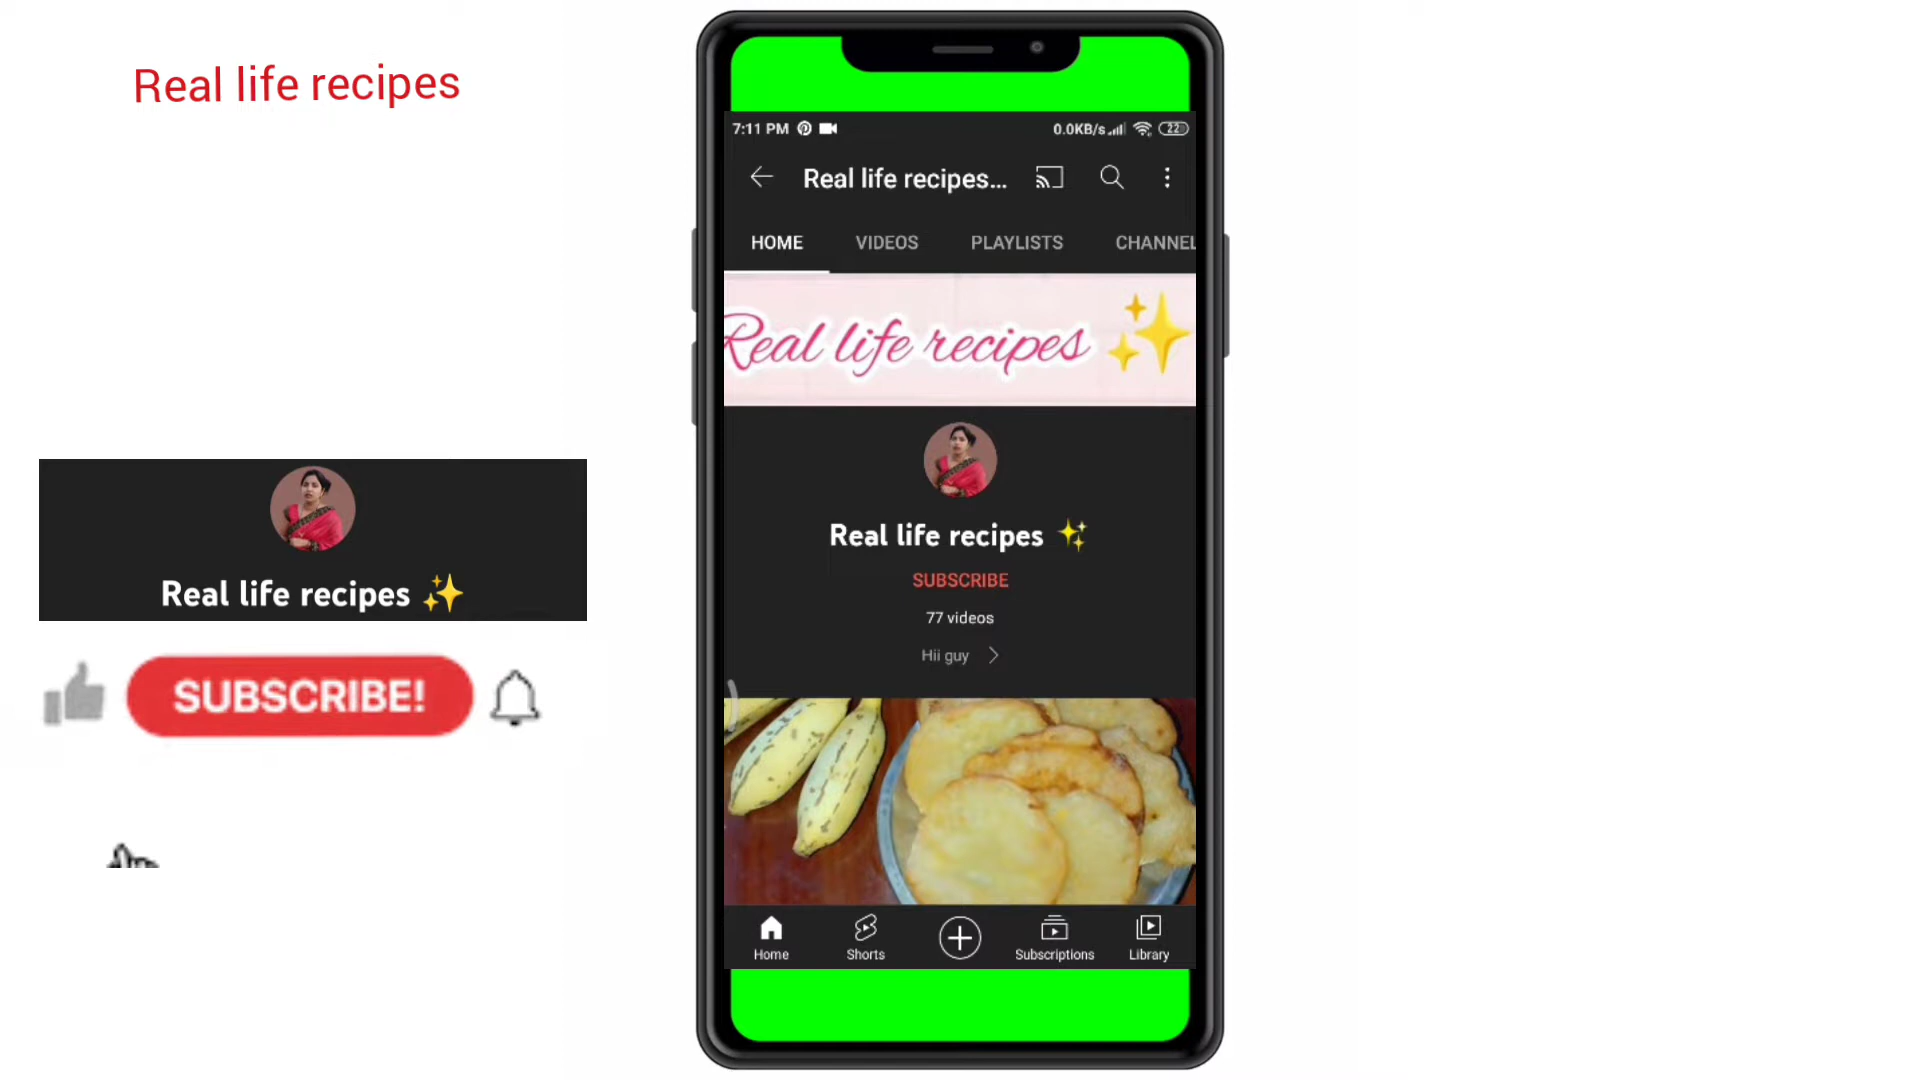 Real life recipes
7:11 PM
0.0KB/s
22
Real life recipes...
HOME VIDEOS PLAYLISTS CHANNEL
Real life recipes ✨
Real life recipes ✨
SUBSCRIBE
77 videos
Hii guy
Real life recipes ✨
SUBSCRIBE!
Home Shorts Subscriptions Library